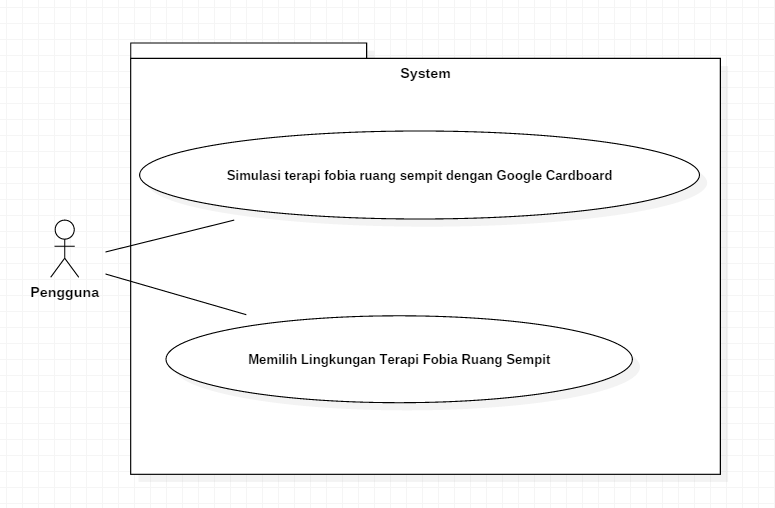 System
Simulasi terapi fobia ruang sempit dengan Google Cardboard
Pengguna
Memilih Lingkungan Terapi Fobia Ruang Sempit